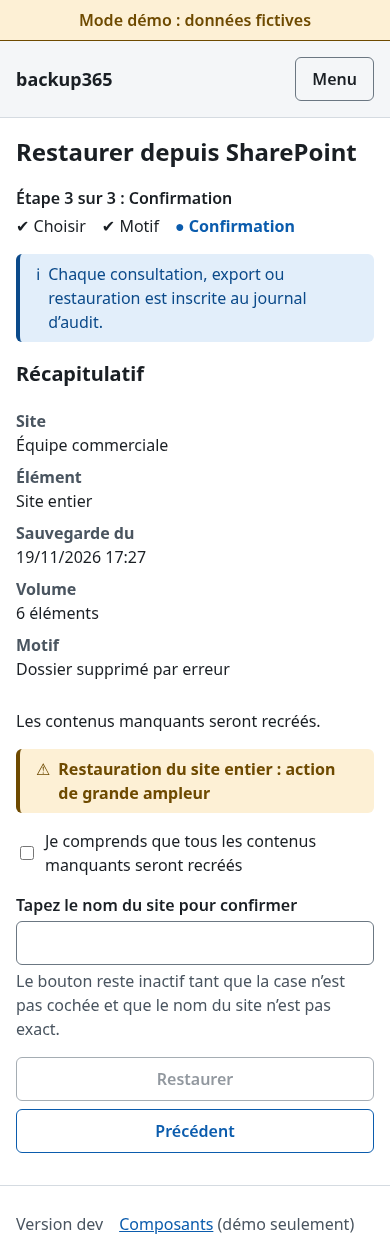 Mode démo : données fictives
backup365
Menu
Restaurer depuis SharePoint
Étape 3 sur 3 : Confirmation
✔ Choisir ✔ Motif ● Confirmation
i Chaque consultation, export ou
restauration est inscrite au journal
d’audit.
Récapitulatif
Site
Équipe commerciale
Élément
Site entier
Sauvegarde du
19/11/2026 17:27
Volume
6 éléments
Motif
Dossier supprimé par erreur
Les contenus manquants seront recréés.
⚠ Restauration du site entier : action
de grande ampleur
Je comprends que tous les contenus
manquants seront recréés
Tapez le nom du site pour confirmer
Le bouton reste inactif tant que la case n’est
pas cochée et que le nom du site n’est pas
exact.
Restaurer
Précédent
Version dev Composants (démo seulement)